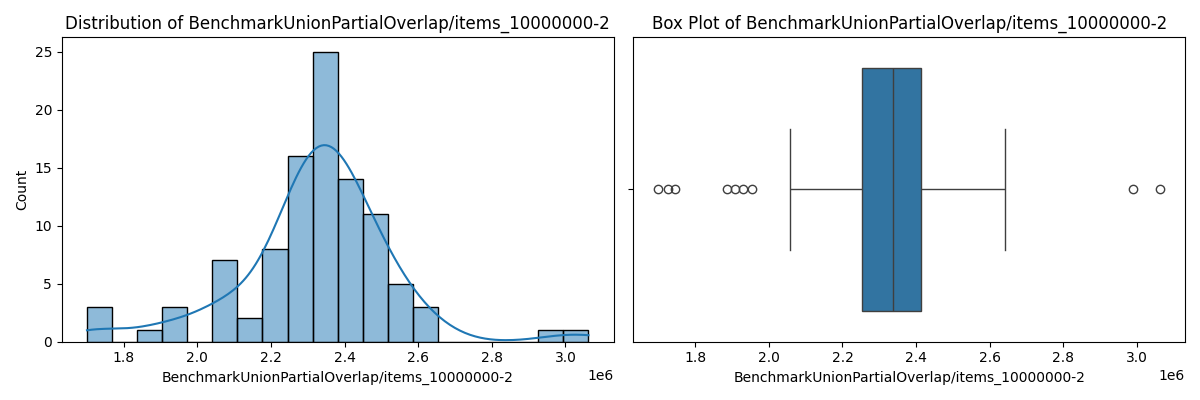 Distribution of BenchmarkUnionPartialOverlap/items_10000000-2
Count
25
20
15
10
5
0
1.8 2.0 2.2 2.4 2.6 2.8 3.0
1e6
BenchmarkUnionPartialOverlap/items_10000000-2
Box Plot of BenchmarkUnionPartialOverlap/items_10000000-2
1.8 2.0 2.2 2.4 2.6 2.8 3.0
1e6
BenchmarkUnionPartialOverlap/items_10000000-2